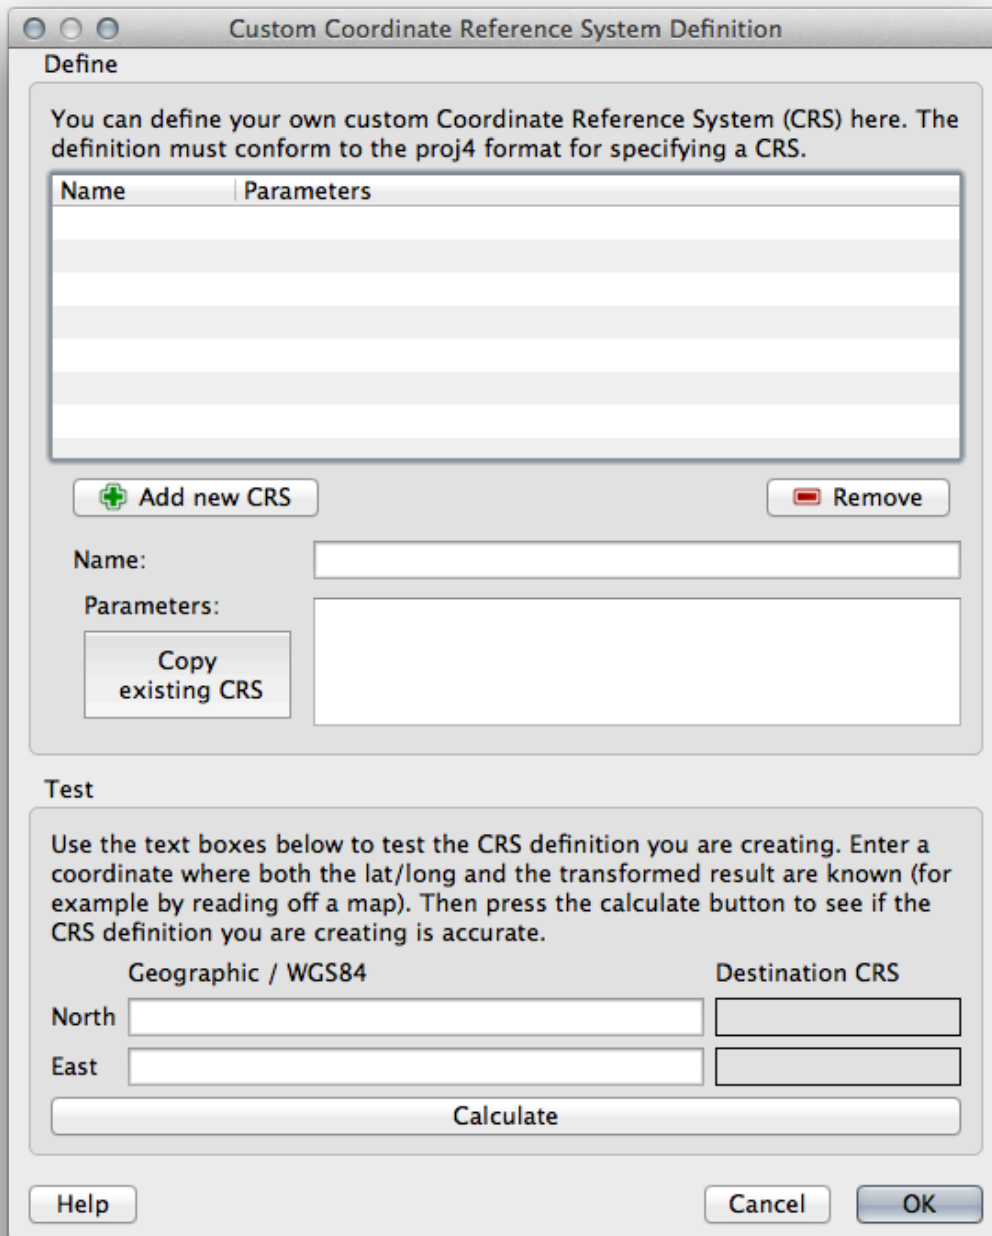 Custom Coordinate Reference System Definition
Define
You can define your own custom Coordinate Reference System (CRS) here. The
definition must conform to the proj4 format for specifying a CRS.
Name Parameters
Add new CRS Remove
Name:
Parameters:
Copy
existing CRS
Test
Use the text boxes below to test the CRS definition you are creating. Enter a
coordinate where both the lat/long and the transformed result are known (for
example by reading off a map). Then press the calculate button to see if the
CRS definition you are creating is accurate.
Geographic / WGS84 Destination CRS
North
East
Calculate
Help Cancel OK